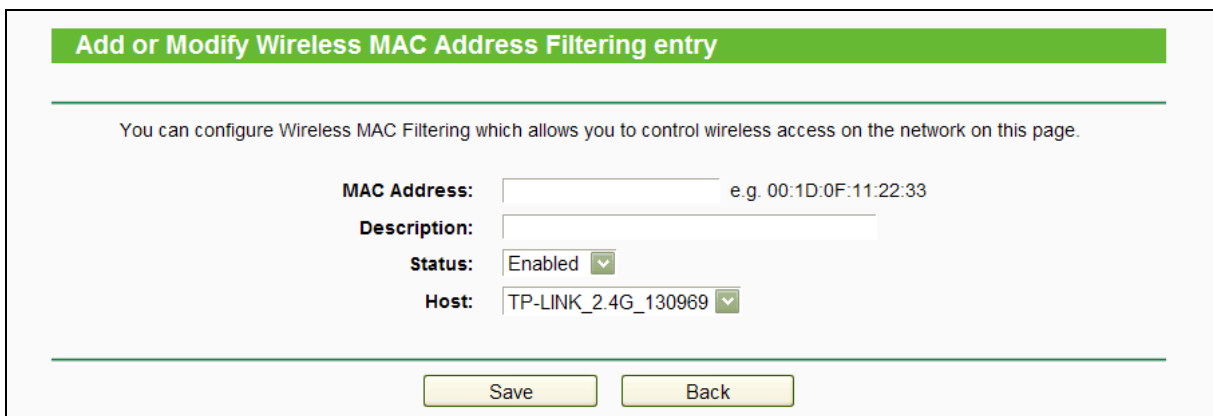 Add or Modify Wireless MAC Address Filtering entry
You can configure Wireless MAC Filtering which allows you to control wireless access on the network on this page.
MAC Address: e.g. 00:1D:0F:11:22:33
Description:
Status: Enabled
Host: TP-LINK_2.4G_130969
Save Back